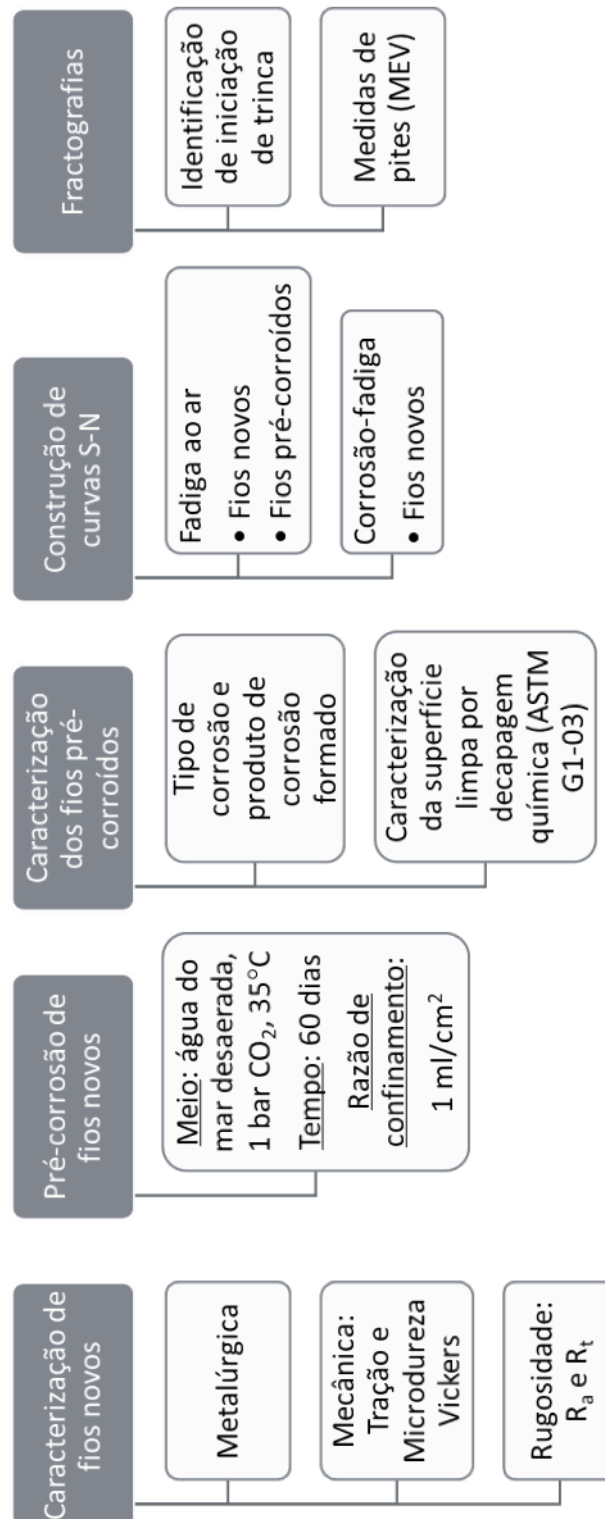 Caracterização de
fios novos
Metalúrgica
Mecânica:
Tração e
Microdureza
Vickers
Rugosidade:
Ra e Rt
Pré-corrosão de
fios novos
Meio: água do
mar desaerada,
1 bar CO₂, 35°C
Tempo: 60 dias
Razão de
confinamento:
1 ml/cm²
Caracterização
dos fios pré-
corroídos
Tipo de
corrosão e
produto de
corrosão
formado
Caracterização
da superfície
limpa por
decapagem
química (ASTM
G1-03)
Construção de
curvas S-N
Fadiga ao ar
• Fios novos
• Fios pré-corroídos
Corrosão-fadiga
• Fios novos
Fractografias
Identificação
de iniciação
de trinca
Medidas de
pites (MEV)